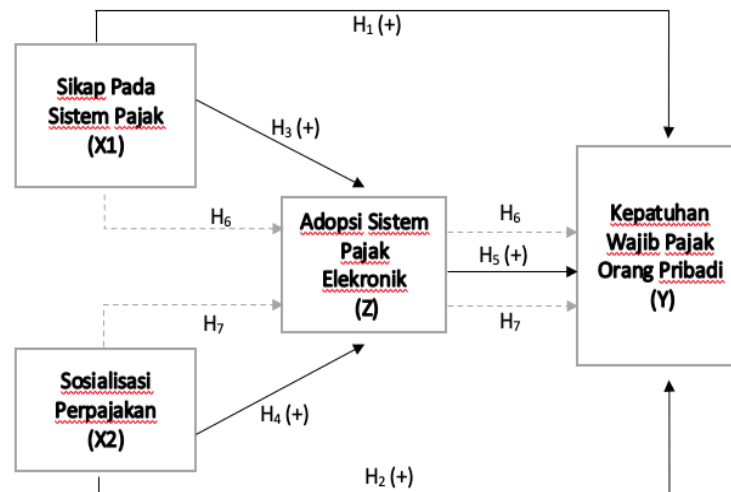 H₁ (+)
Sikap Pada
Sistem Pajak
(X1)
H₃ (+)
H₆
Adopsi Sistem
Pajak
Elekronik
(Z)
H₆
H₅ (+)
H₇
Kepatuhan
Wajib Pajak
Orang Pribadi
(Y)
H₇
Sosialisasi
Perpajakan
(X2)
H₄ (+)
H₂ (+)